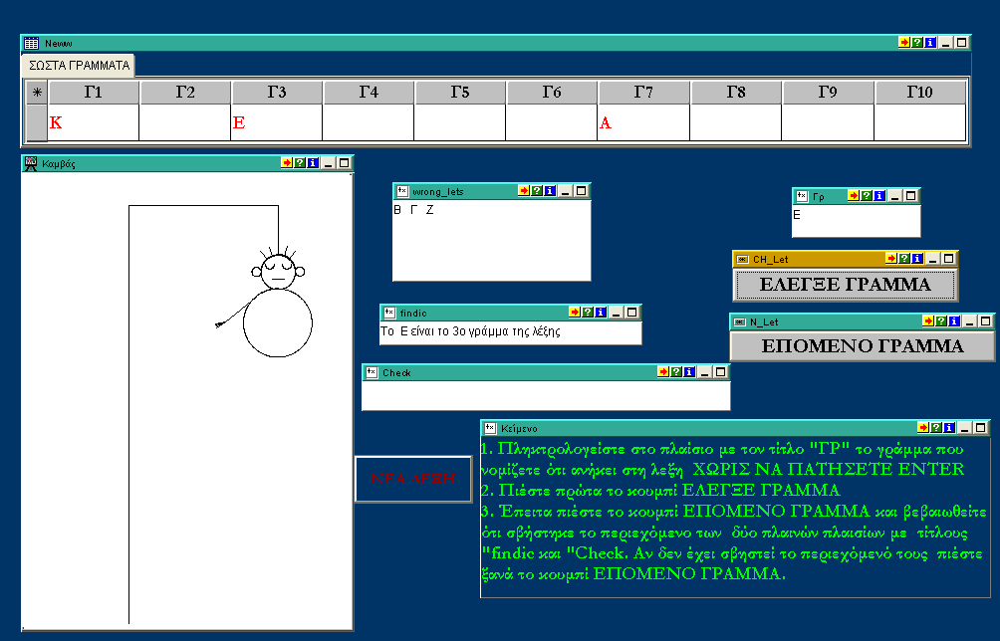 Neww
ΣΩΣΤΑ ΓΡΑΜΜΑΤΑ
* Γ1 Γ2 Γ3 Γ4 Γ5 Γ6 Γ7 Γ8 Γ9 Γ10
Κ Ε Α
Καμβάς
wrong_lets
Β Γ Ζ
Γρ
Ε
CH_Let
ΕΛΕΓΞΕ ΓΡΑΜΜΑ
findic
Το Ε είναι το 3ο γράμμα της λέξης
N_Let
ΕΠΟΜΕΝΟ ΓΡΑΜΜΑ
Check
Κείμενο
1. Πληκτρολογείστε στο πλαίσιο με τον τίτλο "ΓΡ" το γράμμα που
νομίζετε ότι ανήκει στη λεξη ΧΩΡΙΣ ΝΑ ΠΑΤΗΣΕΤΕ ENTER
2. Πιέστε πρώτα το κουμπί ΕΛΕΓΞΕ ΓΡΑΜΜΑ
3. Έπειτα πιέστε το κουμπί ΕΠΟΜΕΝΟ ΓΡΑΜΜΑ και βεβαιωθείτε
ότι σβήστηκε το περιεχόμενο των δύο πλαινών πλαισίων με τίτλους
"findic και "Check. Αν δεν έχει σβηστεί το περιεχόμενό τους πιέστε
ξανά το κουμπί ΕΠΟΜΕΝΟ ΓΡΑΜΜΑ.
ΝΕΑ ΛΕΞΗ